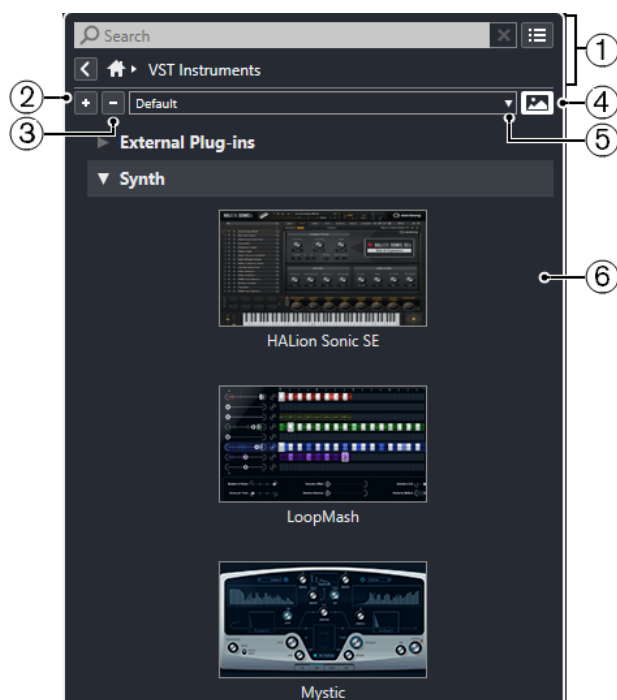 Search
VST Instruments
Default
External Plug-ins
Synth
HALion Sonic SE
LoopMash
Mystic
1
2
3
4
5
6